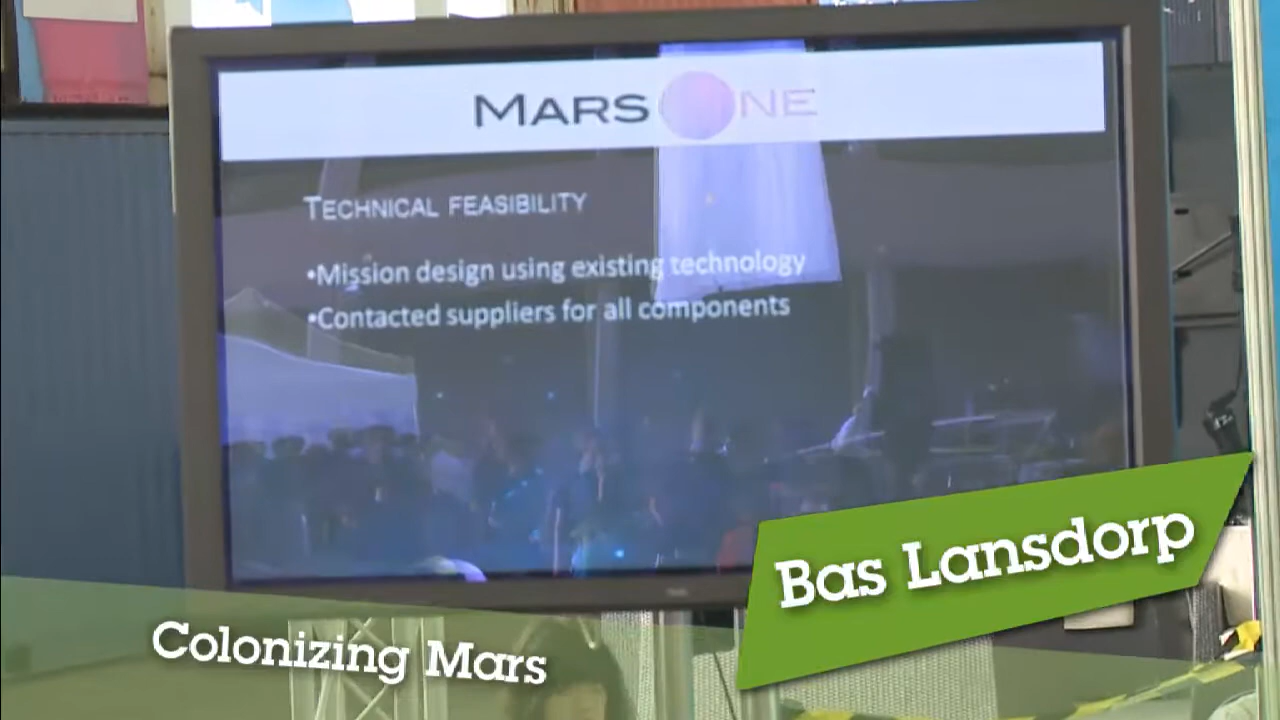 MARS ONE
TECHNICAL FEASIBILITY
•Mission design using existing technology
•Contacted suppliers for all components
Bas Lansdorp
Colonizing Mars